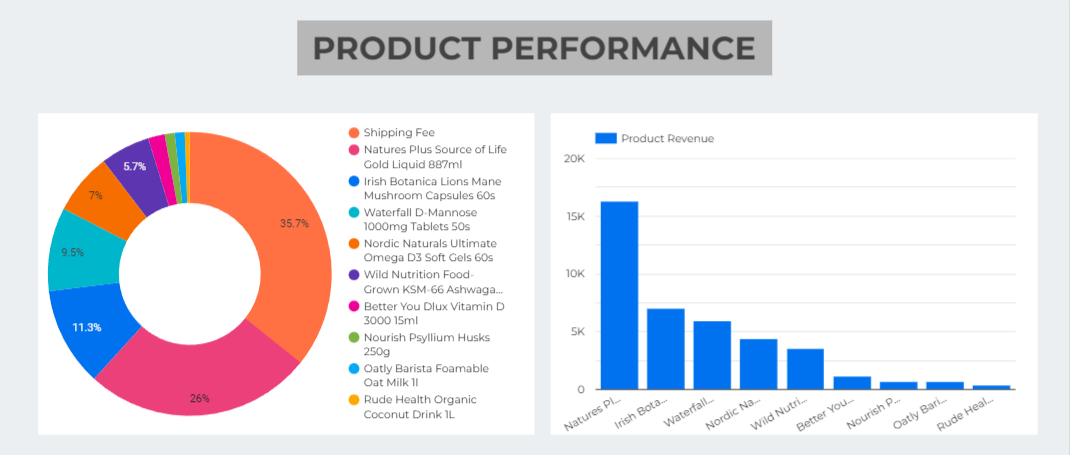 PRODUCT PERFORMANCE
35.7%
26%
11.3%
9.5%
7%
5.7%
Shipping Fee
Natures Plus Source of Life
Gold Liquid 887ml
Irish Botanica Lions Mane
Mushroom Capsules 60s
Waterfall D-Mannose
1000mg Tablets 50s
Nordic Naturals Ultimate
Omega D3 Soft Gels 60s
Wild Nutrition Food-
Grown KSM-66 Ashwaga...
Better You Dlux Vitamin D
3000 15ml
Nourish Psyllium Husks
250g
Oatly Barista Foamable
Oat Milk 1l
Rude Health Organic
Coconut Drink 1L
Product Revenue
20K
15K
10K
5K
0
Natures Pl...
Irish Bota...
Waterfall...
Nordic Na...
Wild Nutri...
Better You...
Nourish P...
Oatly Bari...
Rude Heal...